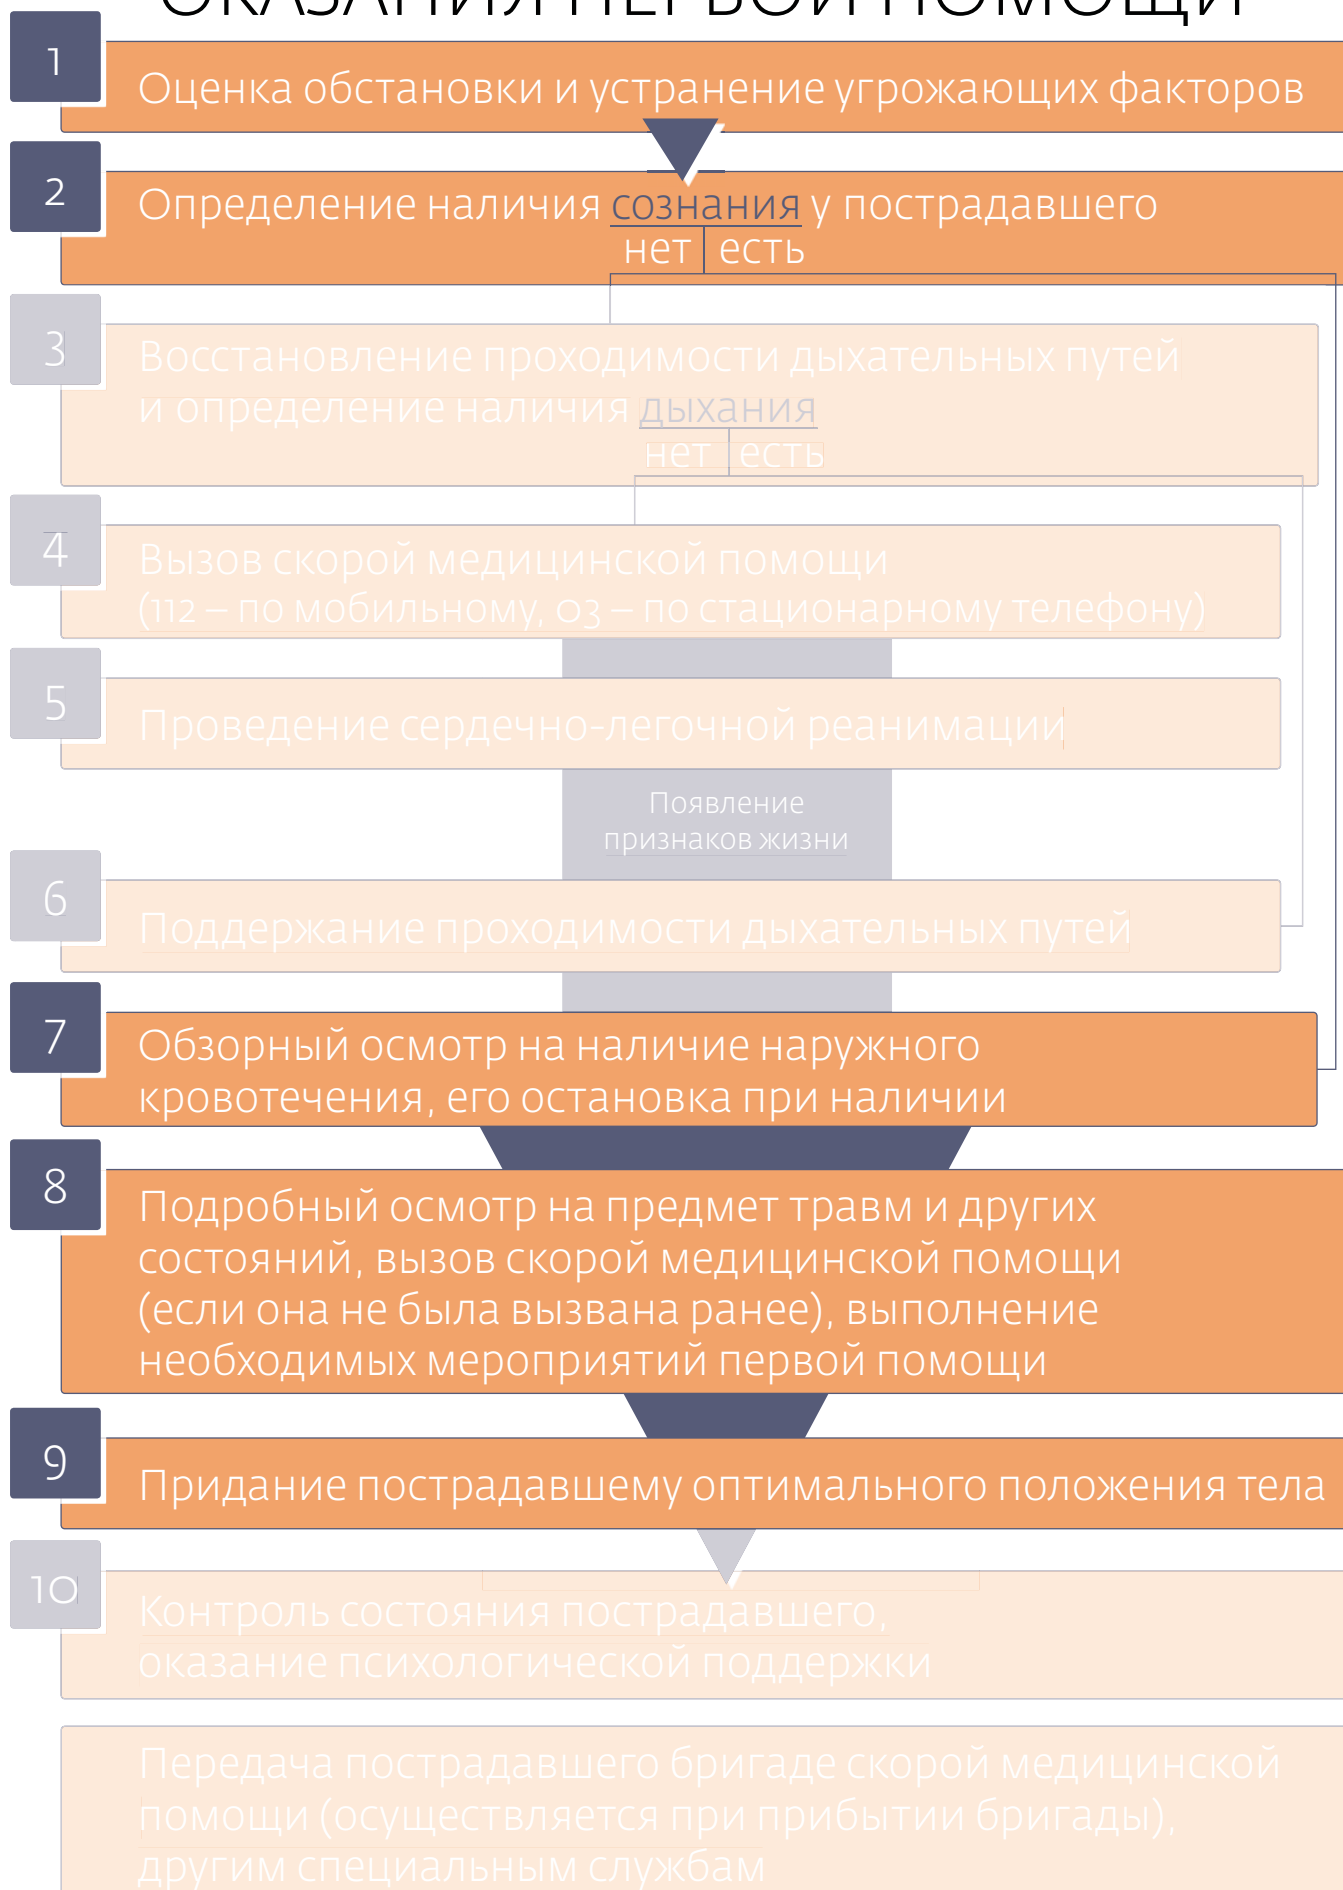 ОКАЗАНИЯ ПЕРВОЙ ПОМОЩИ
1
Оценка обстановки и устранение угрожающих факторов
2
Определение наличия сознания у пострадавшего
нет есть
3
Восстановление проходимости дыхательных путей
и определение наличия дыхания
нет есть
4
Вызов скорой медицинской помощи
(112 – по мобильному, 03 – по стационарному телефону)
5
Проведение сердечно-легочной реанимации
Появление
признаков жизни
6
Поддержание проходимости дыхательных путей
7
Обзорный осмотр на наличие наружного
кровотечения, его остановка при наличии
8
Подробный осмотр на предмет травм и других
состояний, вызов скорой медицинской помощи
(если она не была вызвана ранее), выполнение
необходимых мероприятий первой помощи
9
Придание пострадавшему оптимального положения тела
10
Контроль состояния пострадавшего,
оказание психологической поддержки
Передача пострадавшего бригаде скорой медицинской
помощи (осуществляется при прибытии бригады),
другим специальным службам